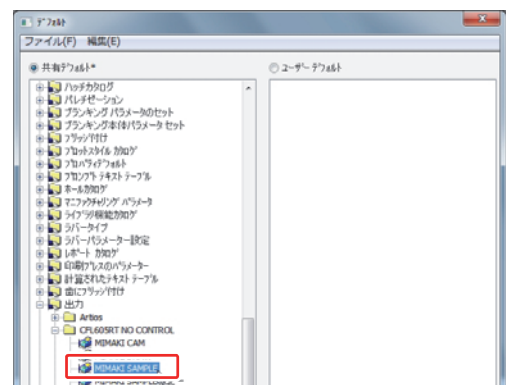 デフォルト
ファイル(F) 編集(E)
共有デフォルト*
ユーザーデフォルト
ハッチカタログ
パレチゼーション
ブランキングパラメータのセット
ブランキング本体パラメータセット
ブリッジ付け
プロットスタイル カタログ
プロパティデフォルト
プロンプト テキスト テーブル
ホールカタログ
マニファクチャリング パラメータ
ライブラリ機能カタログ
ラバータイプ
ラバーパラメーター設定
レポート カタログ
印刷プレスのパラメーター
計算されたテキスト テーブル
歯にブリッジ付け
出力
Artios
CFL605RT NO CONTROL
MIMAKI CAM
MIMAKI SAMPLE